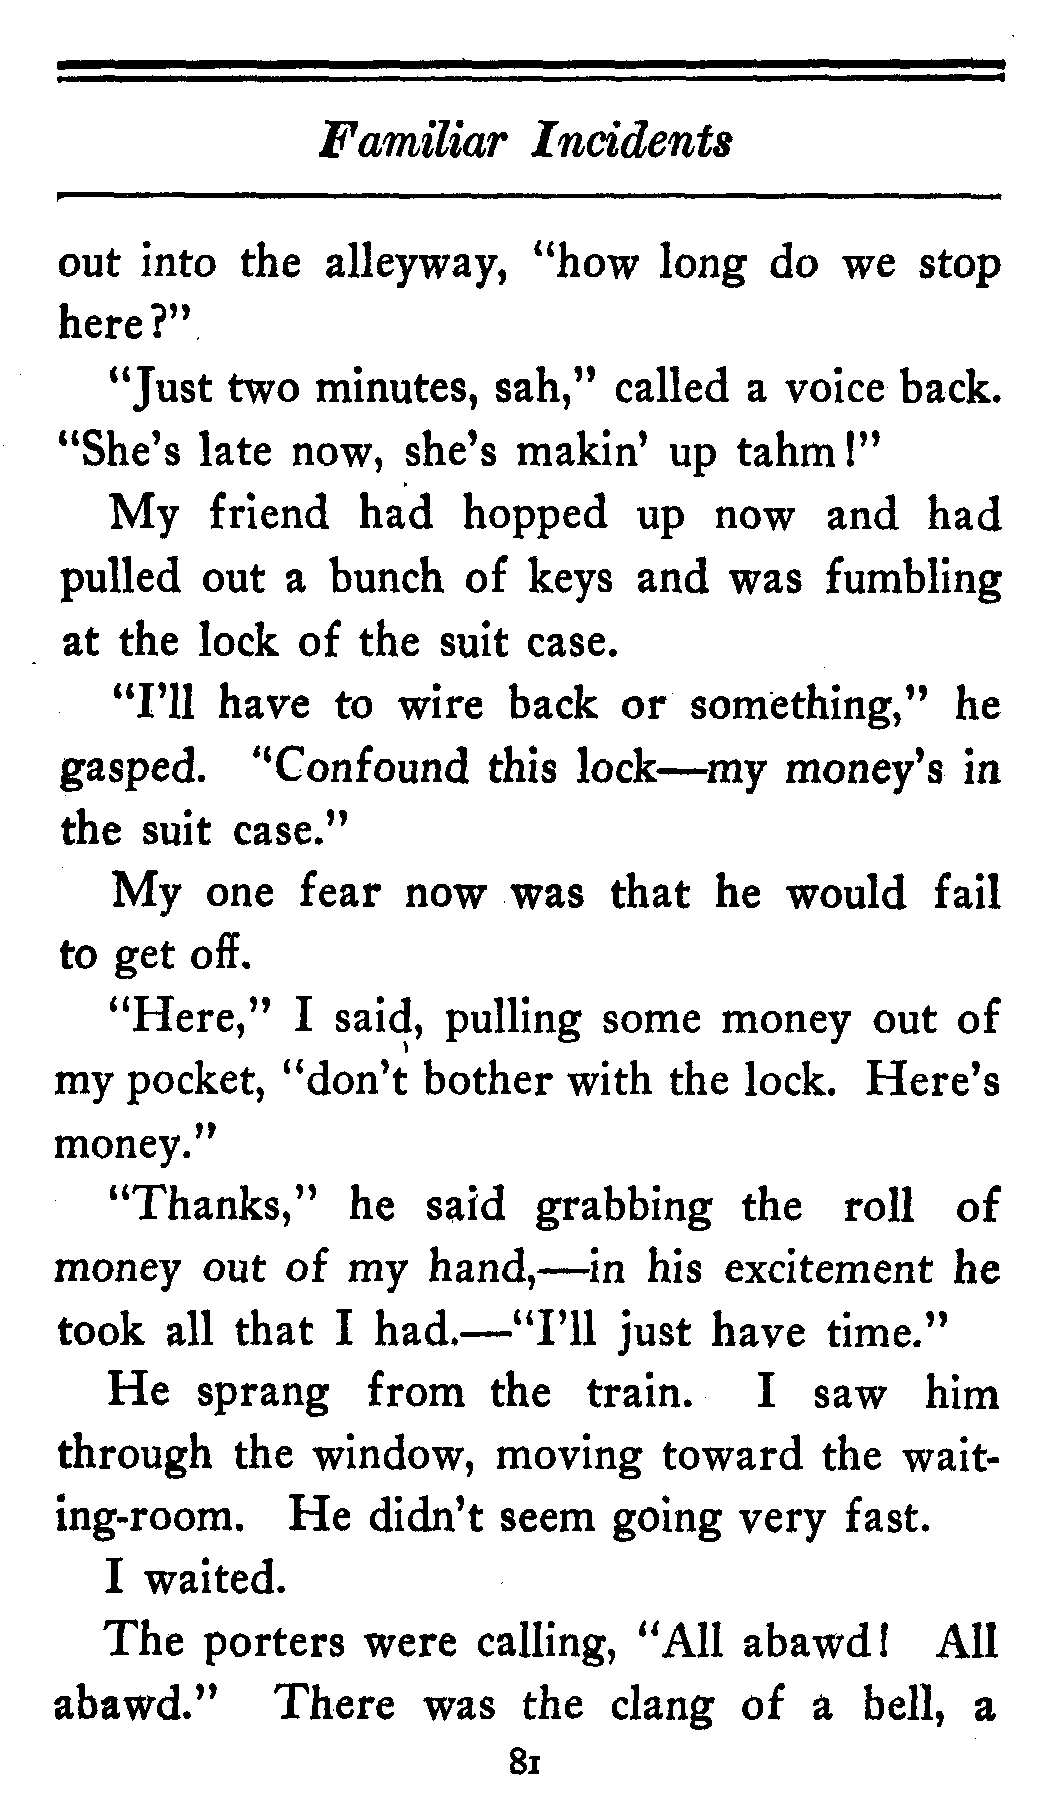 Familiar Incidents
out into the alleyway, "how long do we stop
here?"
"Just two minutes, sah," called a voice back.
"She's late now, she's makin' up tahm!"
My friend had hopped up now and had
pulled out a bunch of keys and was fumbling
at the lock of the suit case.
"I'll have to wire back or something," he
gasped. "Confound this lock—my money's in
the suit case."
My one fear now was that he would fail
to get off.
"Here," I said, pulling some money out of
my pocket, "don't bother with the lock. Here's
money."
"Thanks," he said grabbing the roll of
money out of my hand,—in his excitement he
took all that I had.—"I'll just have time."
He sprang from the train. I saw him
through the window, moving toward the wait-
ing-room. He didn't seem going very fast.
I waited.
The porters were calling, "All abawd! All
abawd." There was the clang of a bell, a
81